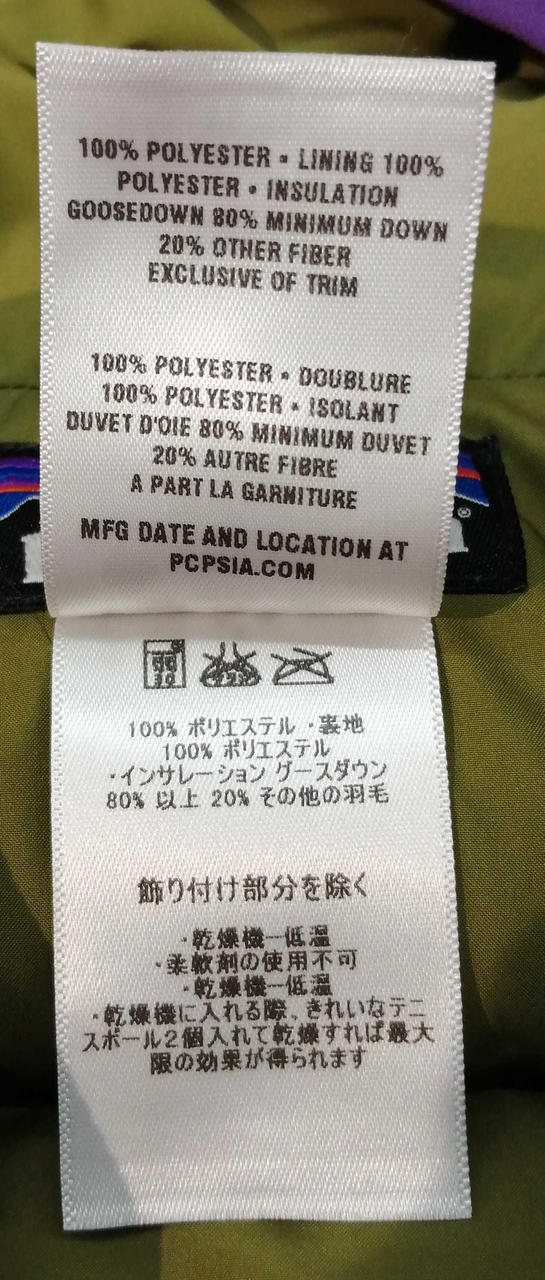 100% POLYESTER • LINING 100%
POLYESTER • INSULATION
GOOSEDOWN 80% MINIMUM DOWN
20% OTHER FIBER
EXCLUSIVE OF TRIM
100% POLYESTER • DOUBLURE
100% POLYESTER • ISOLANT
DUVET D'OIE 80% MINIMUM DUVET
20% AUTRE FIBRE
A PART LA GARNITURE
MFG DATE AND LOCATION AT
PCPSIA.COM
100% ポリエステル ・裏地
100% ポリエステル
・インサレーション グースダウン
80% 以上 20% その他の羽毛
飾り付け部分を除く
・乾燥機ー低温
・柔軟剤の使用不可
・乾燥機ー低温
・乾燥機に入れる際、きれいなテニ
スボール2個入れて乾燥すれば最大
限の効果が得られます